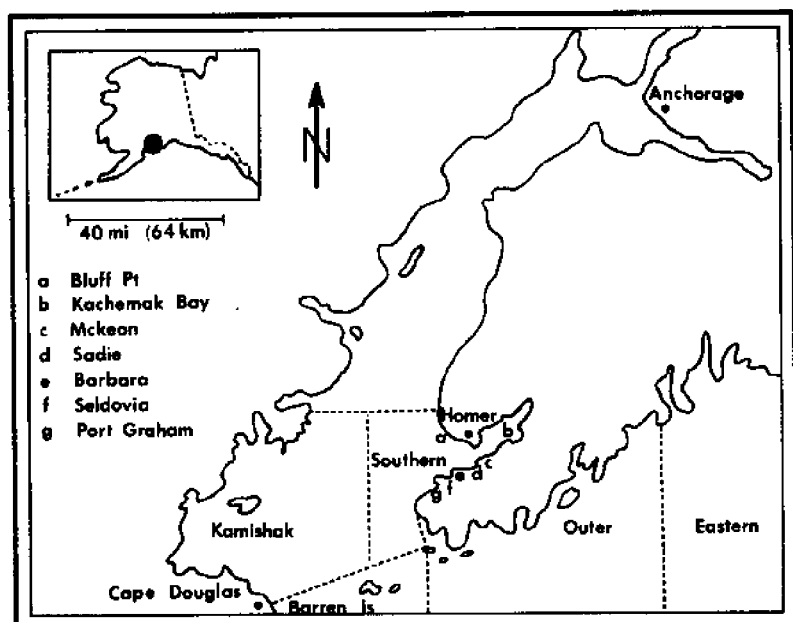 Anchorage
N
40 mi (64 km)
a Bluff Pt
b Kachemak Bay
c Mckeon
d Sadie
e Barbara
f Seldovia
g Port Graham
Homer
a
b
Southern
c
e d
f
g
Kamishak
Outer
Eastern
Cape Douglas
Barren Is